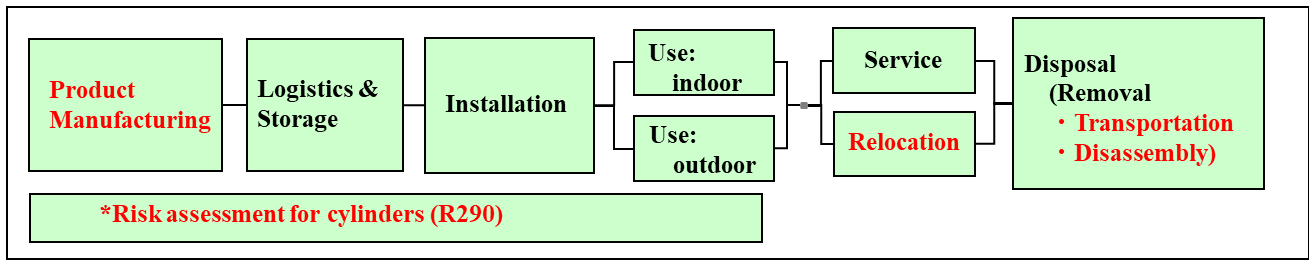 Product
Manufacturing
Logistics &
Storage
Installation
Use:
indoor
Use:
outdoor
Service
Relocation
Disposal
(Removal
・Transportation
・Disassembly)
*Risk assessment for cylinders (R290)